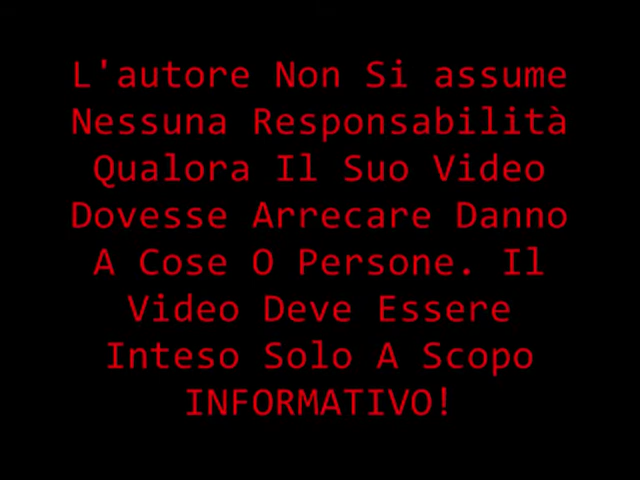 L'autore Non Si assume
Nessuna Responsabilità
Qualora Il Suo Video
Dovesse Arrecare Danno
A Cose O Persone. Il
Video Deve Essere
Inteso Solo A Scopo
INFORMATIVO!